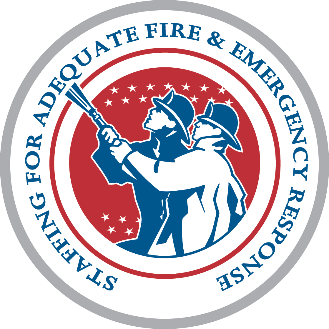 STAFFING FOR ADEQUATE FIRE & EMERGENCY RESPONSE